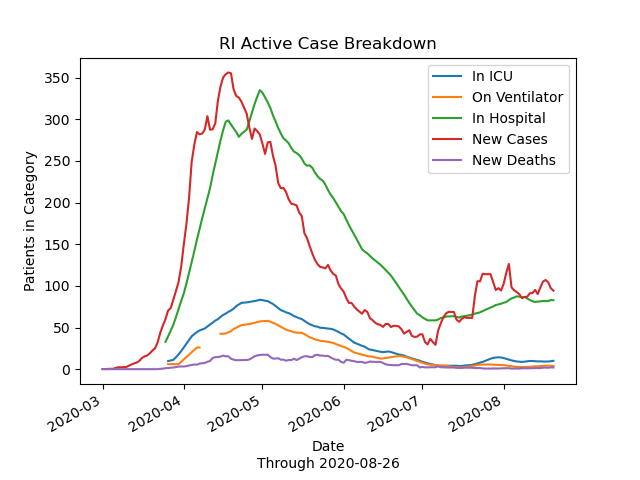 RI Active Case Breakdown
In ICU
On Ventilator
In Hospital
New Cases
New Deaths
Patients in Category
350
300
250
200
150
100
50
0
2020-03
2020-04
2020-05
2020-06
2020-07
2020-08
Date
Through 2020-08-26